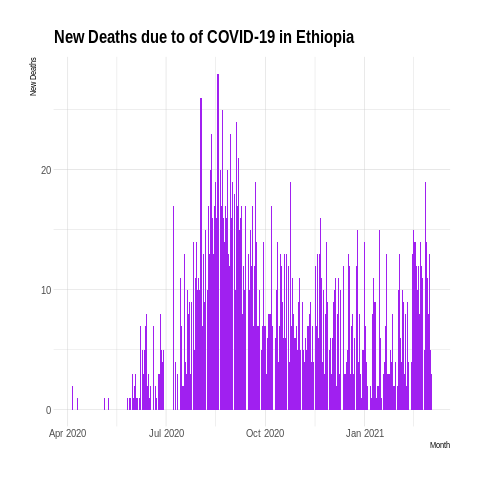 New Deaths due to of COVID-19 in Ethiopia
New Deaths
20
10
0
Apr 2020 Jul 2020 Oct 2020 Jan 2021
Month